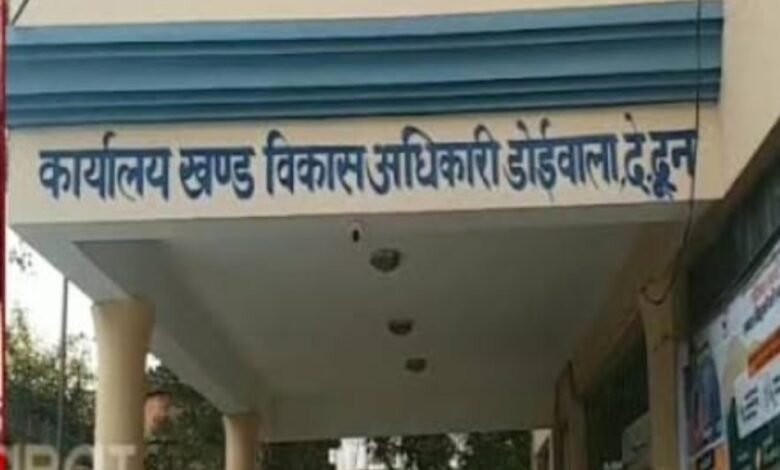 कार्यालय खण्ड विकास अधिकारी डोईवाला,दे.दून